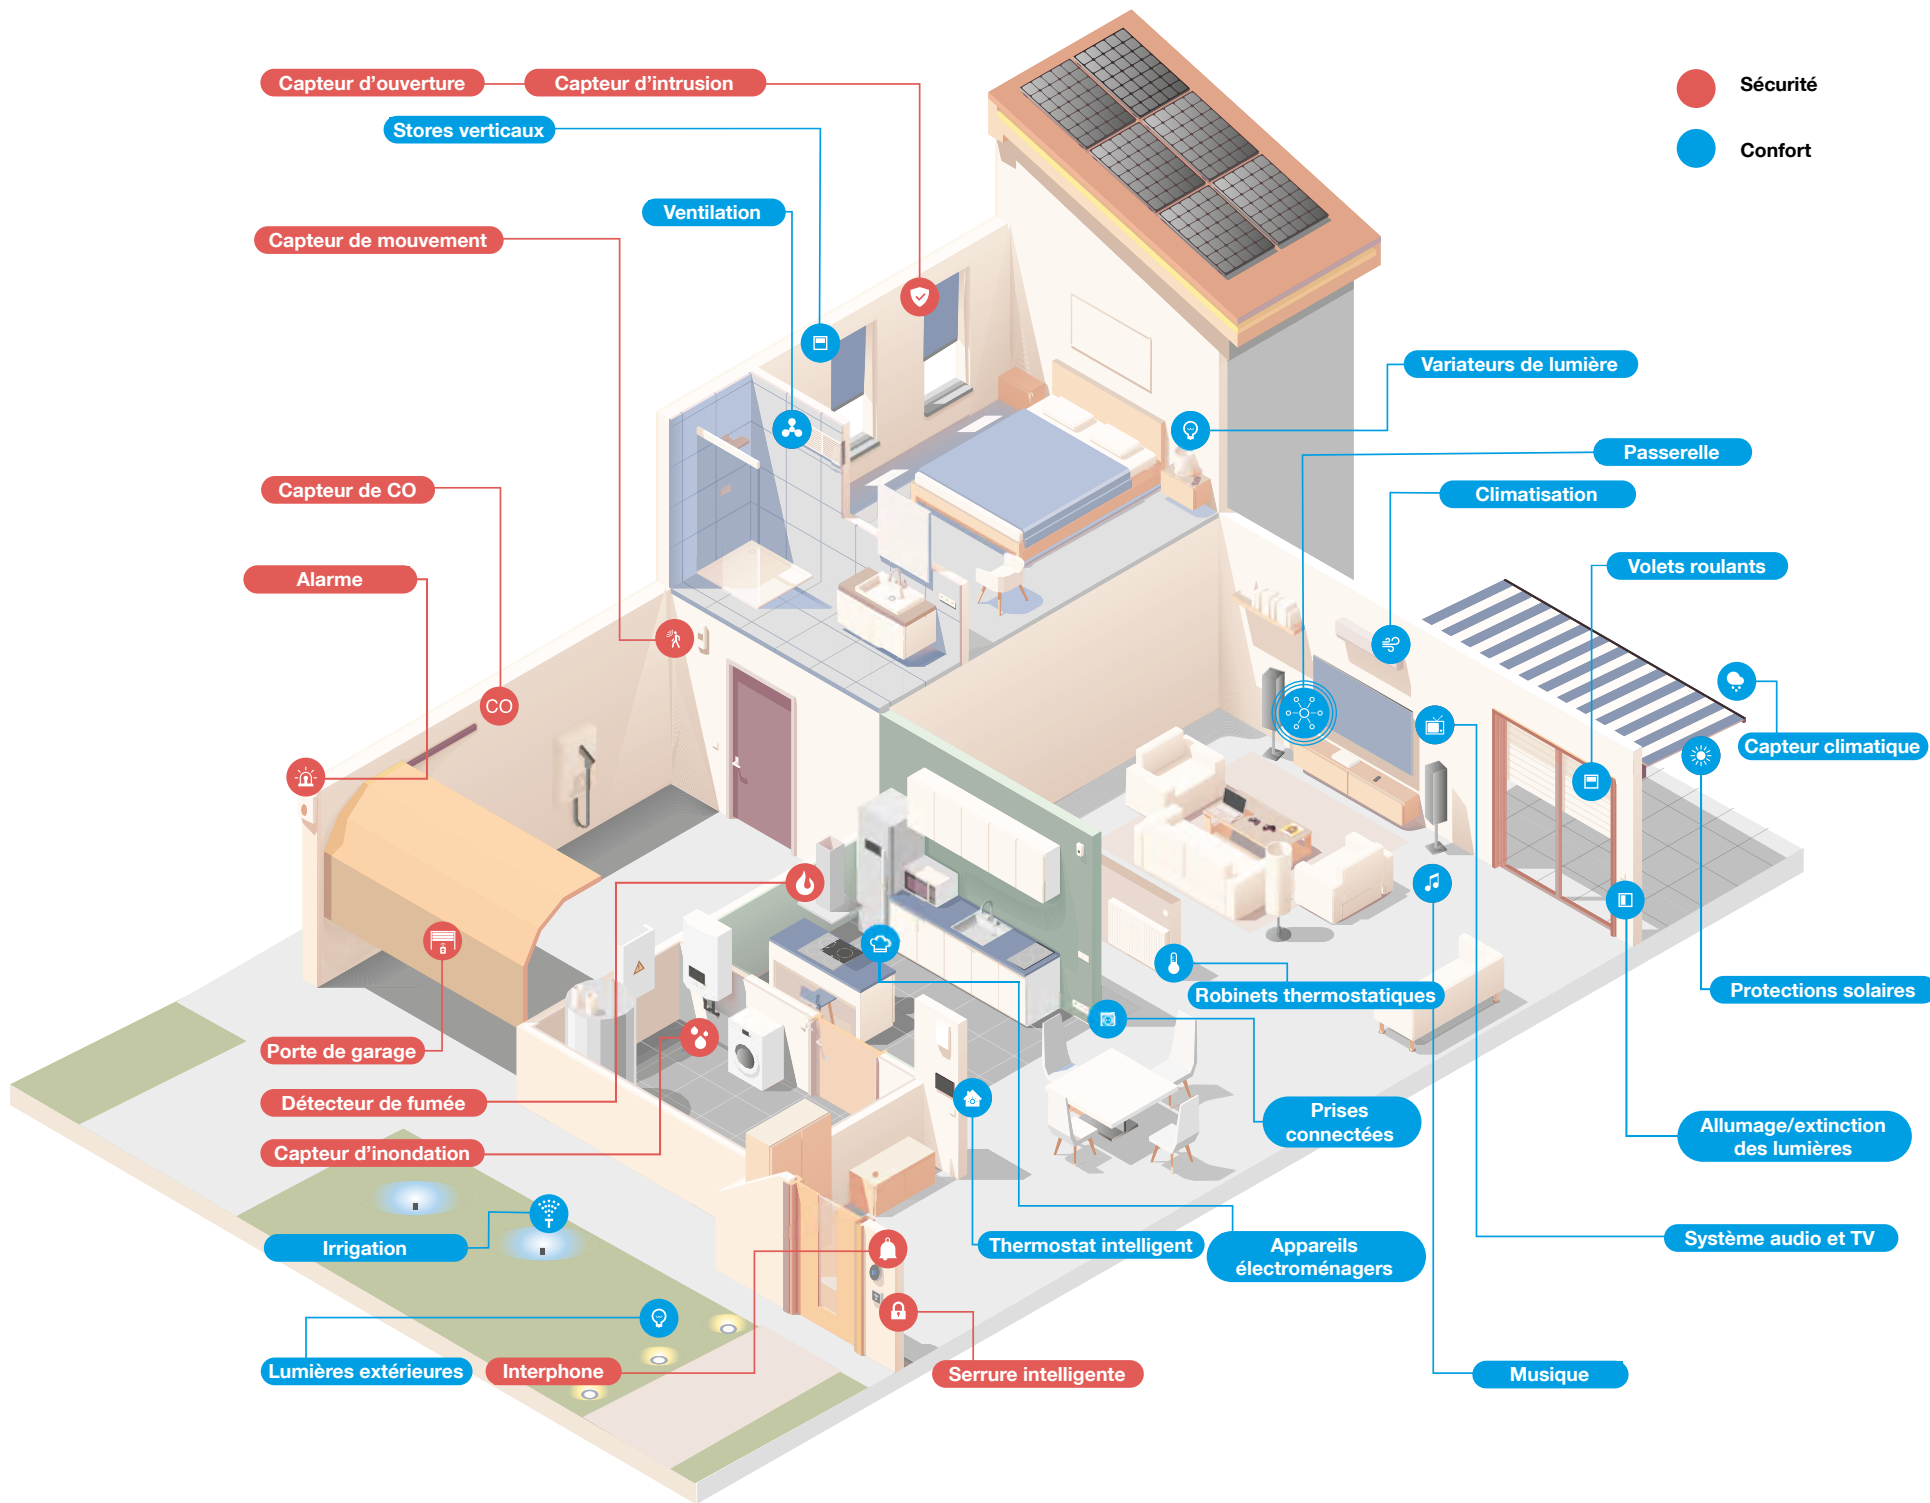 Capteur d'ouverture
Capteur d'intrusion
Sécurité
Stores verticaux
Confort
Ventilation
Capteur de mouvement
Variateurs de lumière
Passerelle
Capteur de CO
Climatisation
Volets roulants
Alarme
CO
Capteur climatique
Robinets thermostatiques
Protections solaires
Porte de garage
Détecteur de fumée
Prises
connectées
Allumage/extinction
des lumières
Capteur d'inondation
Irrigation
Thermostat intelligent
Appareils
électroménagers
Système audio et TV
Lumières extérieures
Interphone
Serrure intelligente
Musique